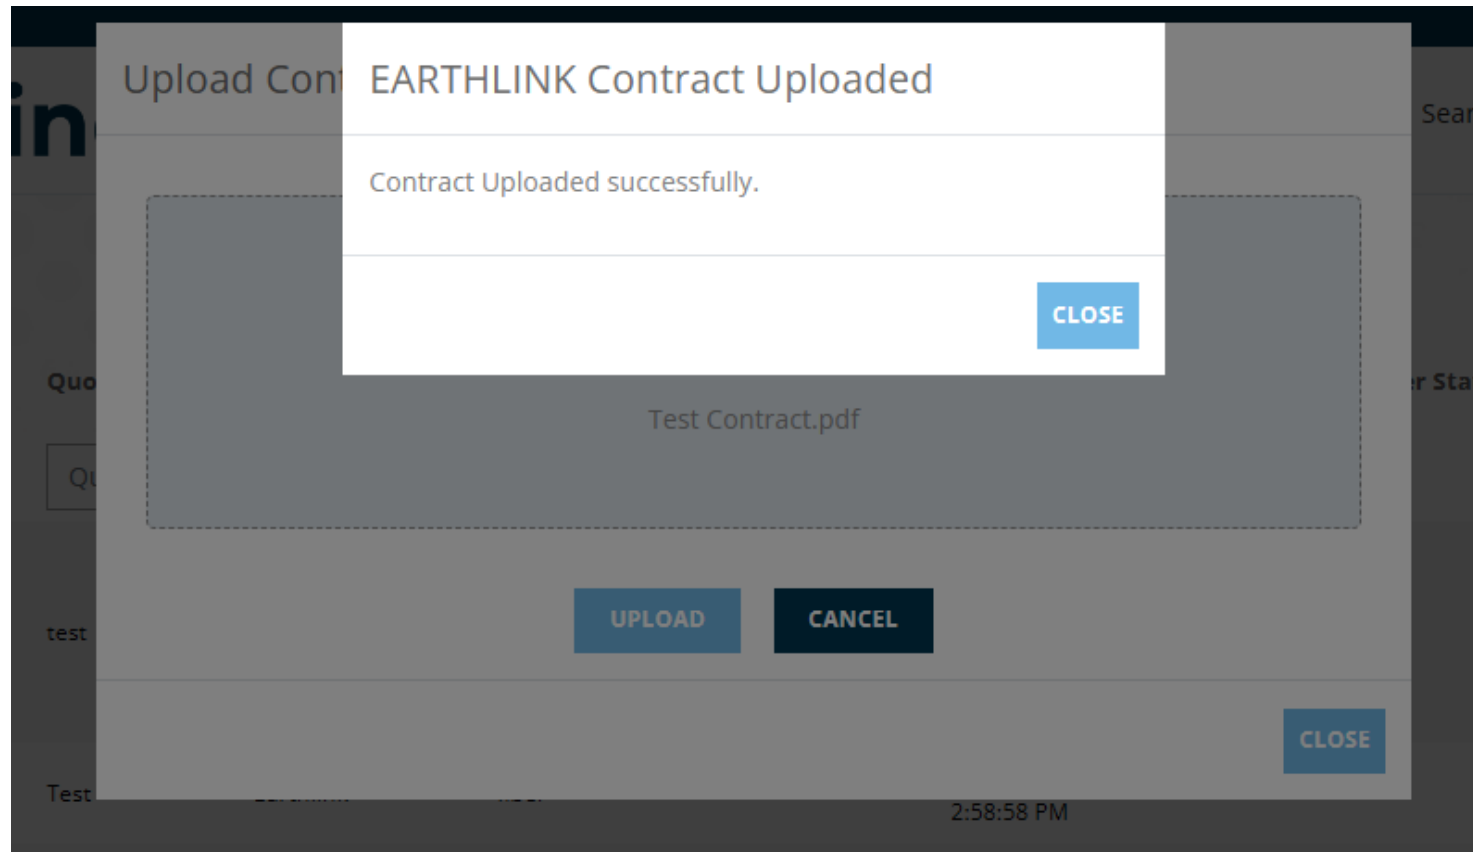 Upload Con
EARTHLINK Contract Uploaded
Sear
Contract Uploaded successfully.
CLOSE
Quo
r Sta
Test Contract.pdf
Qu
UPLOAD
CANCEL
test
CLOSE
Test
2:58:58 PM